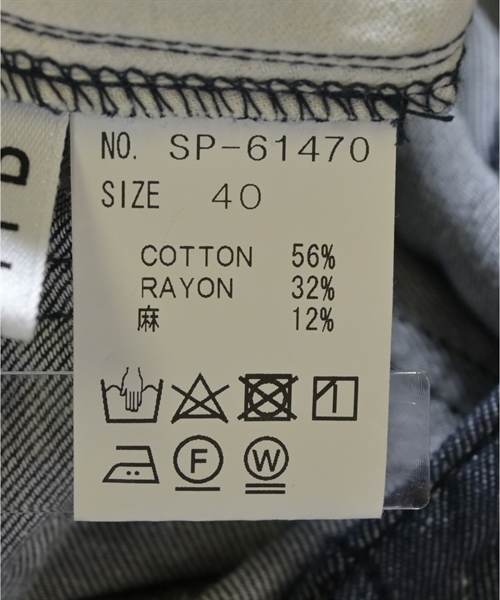 NO. SP-61470
SIZE 40
COTTON 56%
RAYON 32%
麻 12%
F W